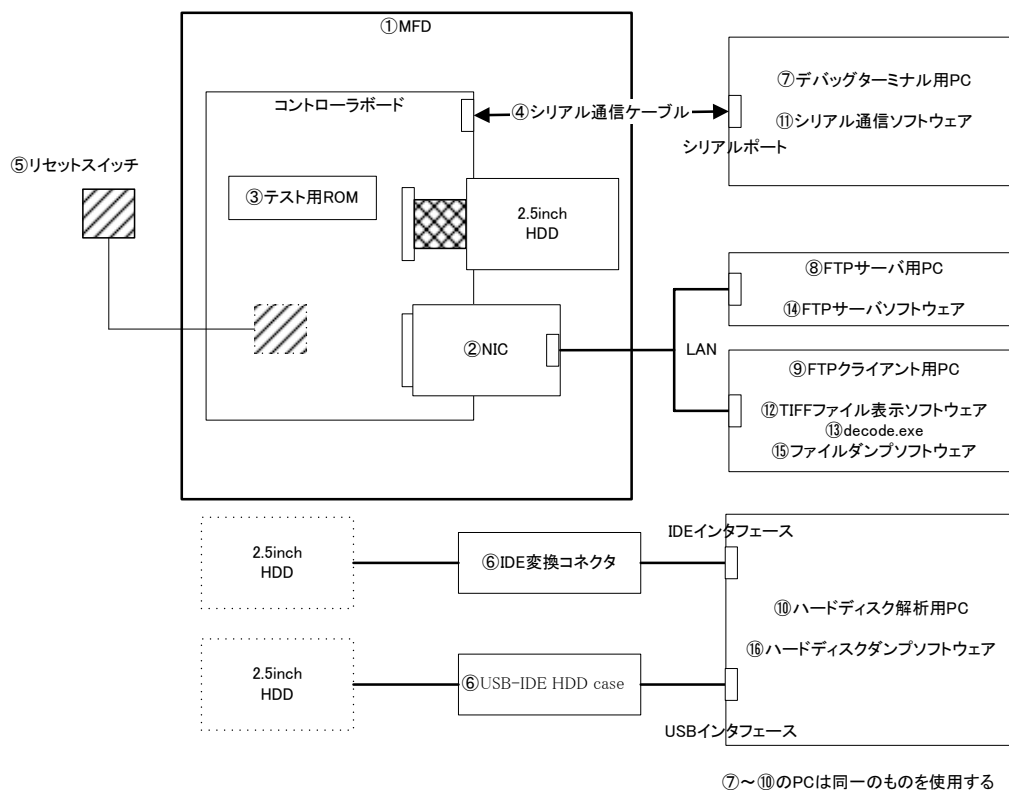 ①MFD
コントローラボード
④シリアル通信ケーブル
⑦デバッグターミナル用PC
⑪シリアル通信ソフトウェア
シリアルポート
⑤リセットスイッチ
③テスト用ROM
2.5inch
HDD
②NIC
LAN
⑧FTPサーバ用PC
⑭FTPサーバソフトウェア
⑨FTPクライアント用PC
⑫TIFFファイル表示ソフトウェア
⑬decode.exe
⑮ファイルダンプソフトウェア
2.5inch
HDD
⑥IDE変換コネクタ
IDEインタフェース
⑩ハードディスク解析用PC
⑯ハードディスクダンプソフトウェア
2.5inch
HDD
⑥USB-IDE HDD case
USBインタフェース
⑦～⑩のPCは同一のものを使用する